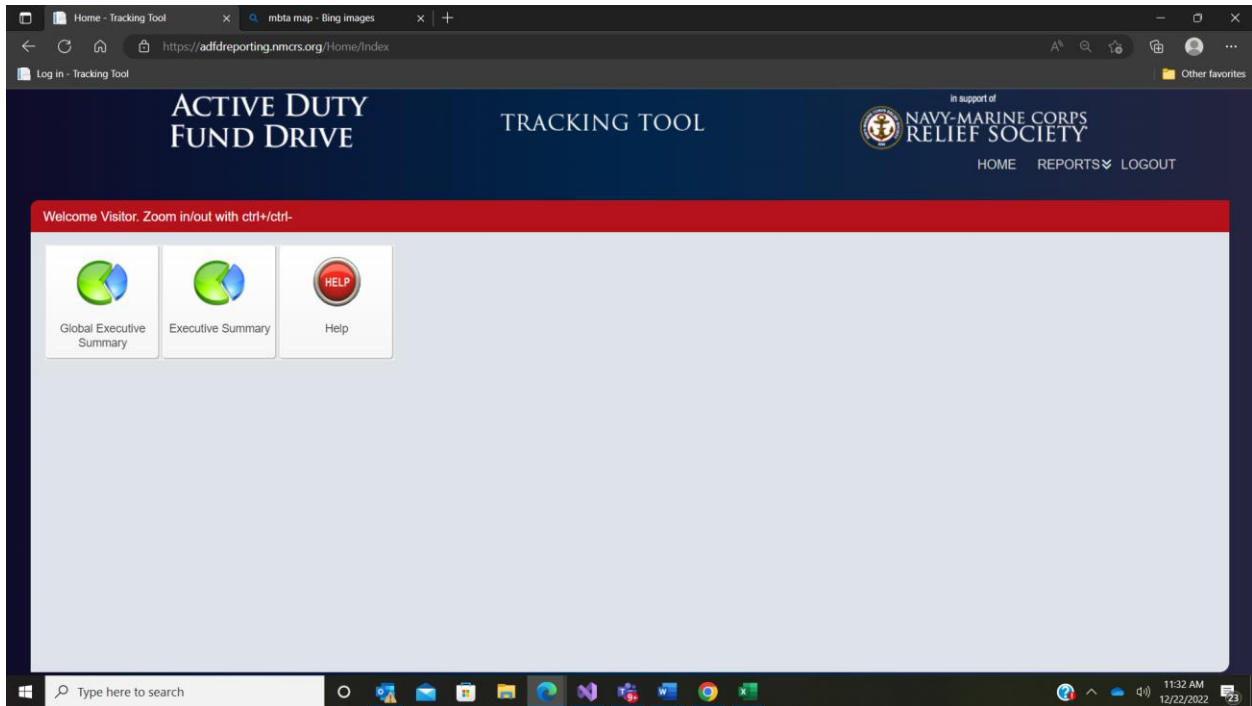 Home - Tracking Tool
mbta map - Bing images
https://adfdreporting.nmcrs.org/Home/Index
Log in - Tracking Tool
Other favorites
ACTIVE DUTY
FUND DRIVE
TRACKING TOOL
in support of
NAVY-MARINE CORPS
RELIEF SOCIETY
HOME REPORTS LOGOUT
Welcome Visitor. Zoom in/out with ctrl+/ctrl-
HELP
Global Executive
Summary
Executive Summary
Help
Type here to search
11:32 AM
12/22/2022
23